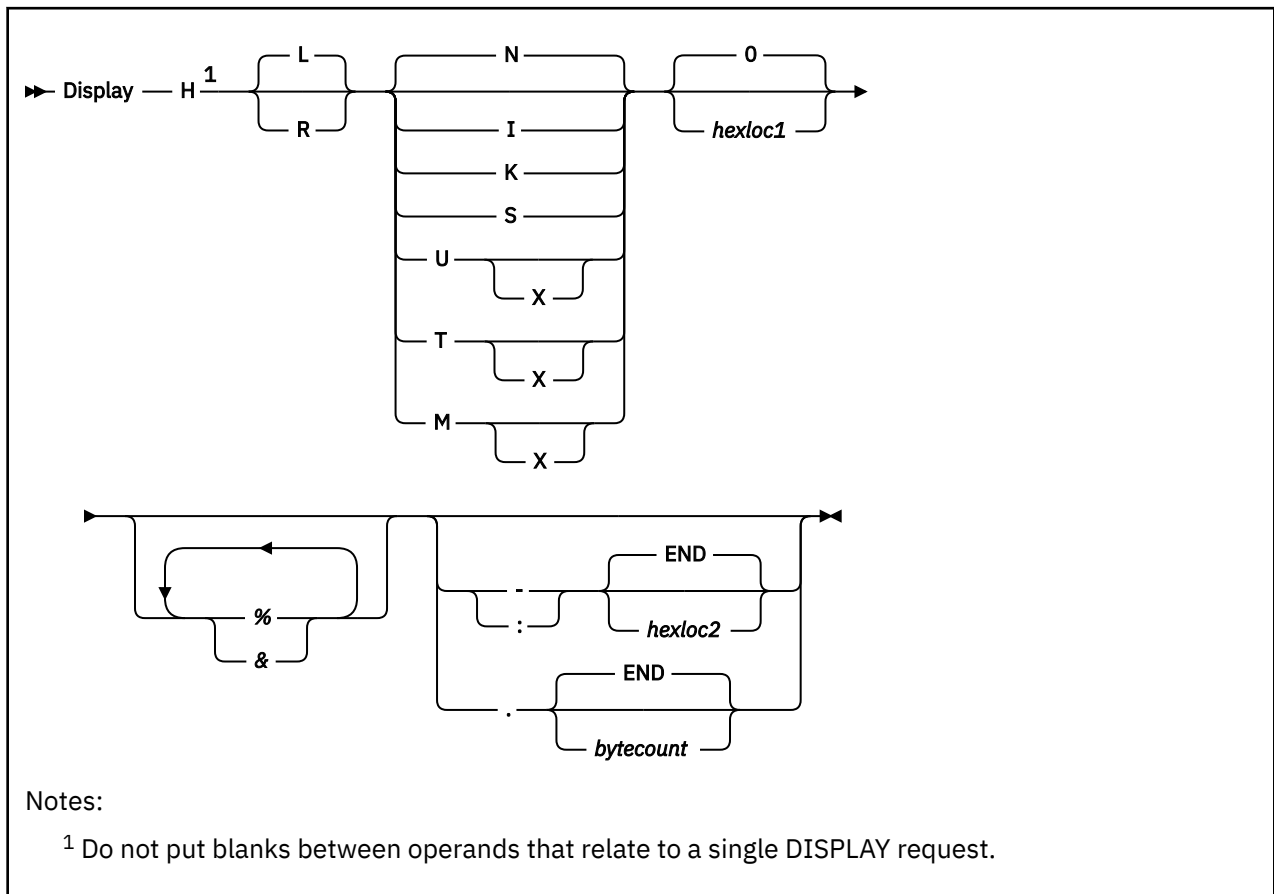 L N 0
Display H 1
R I hexloc1
K
S
U
X
T
X
M
X
END
% - hexloc2
:
&
END
.
bytecount
Notes:
1 Do not put blanks between operands that relate to a single DISPLAY request.